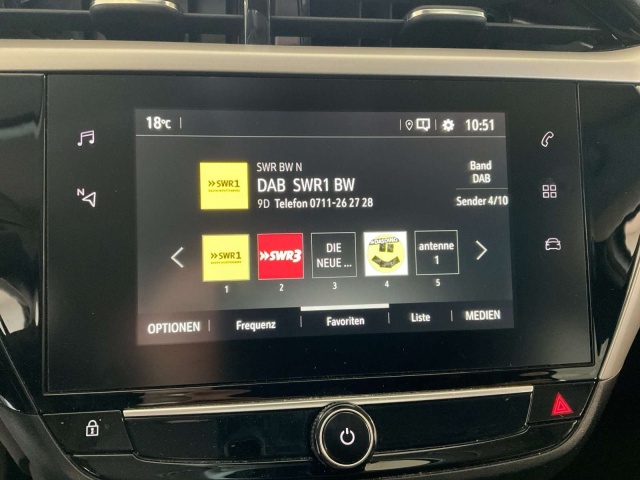 18°C
10:51
SWR BW N
DAB SWR1 BW
9D Telefon 0711-26 27 28
Band
DAB
Sender 4/10
»SWR1
»SWR1
»SWR3
DIE
NEUE ...
antenne
1
1 2 3 4 5
OPTIONEN Frequenz Favoriten Liste MEDIEN
N